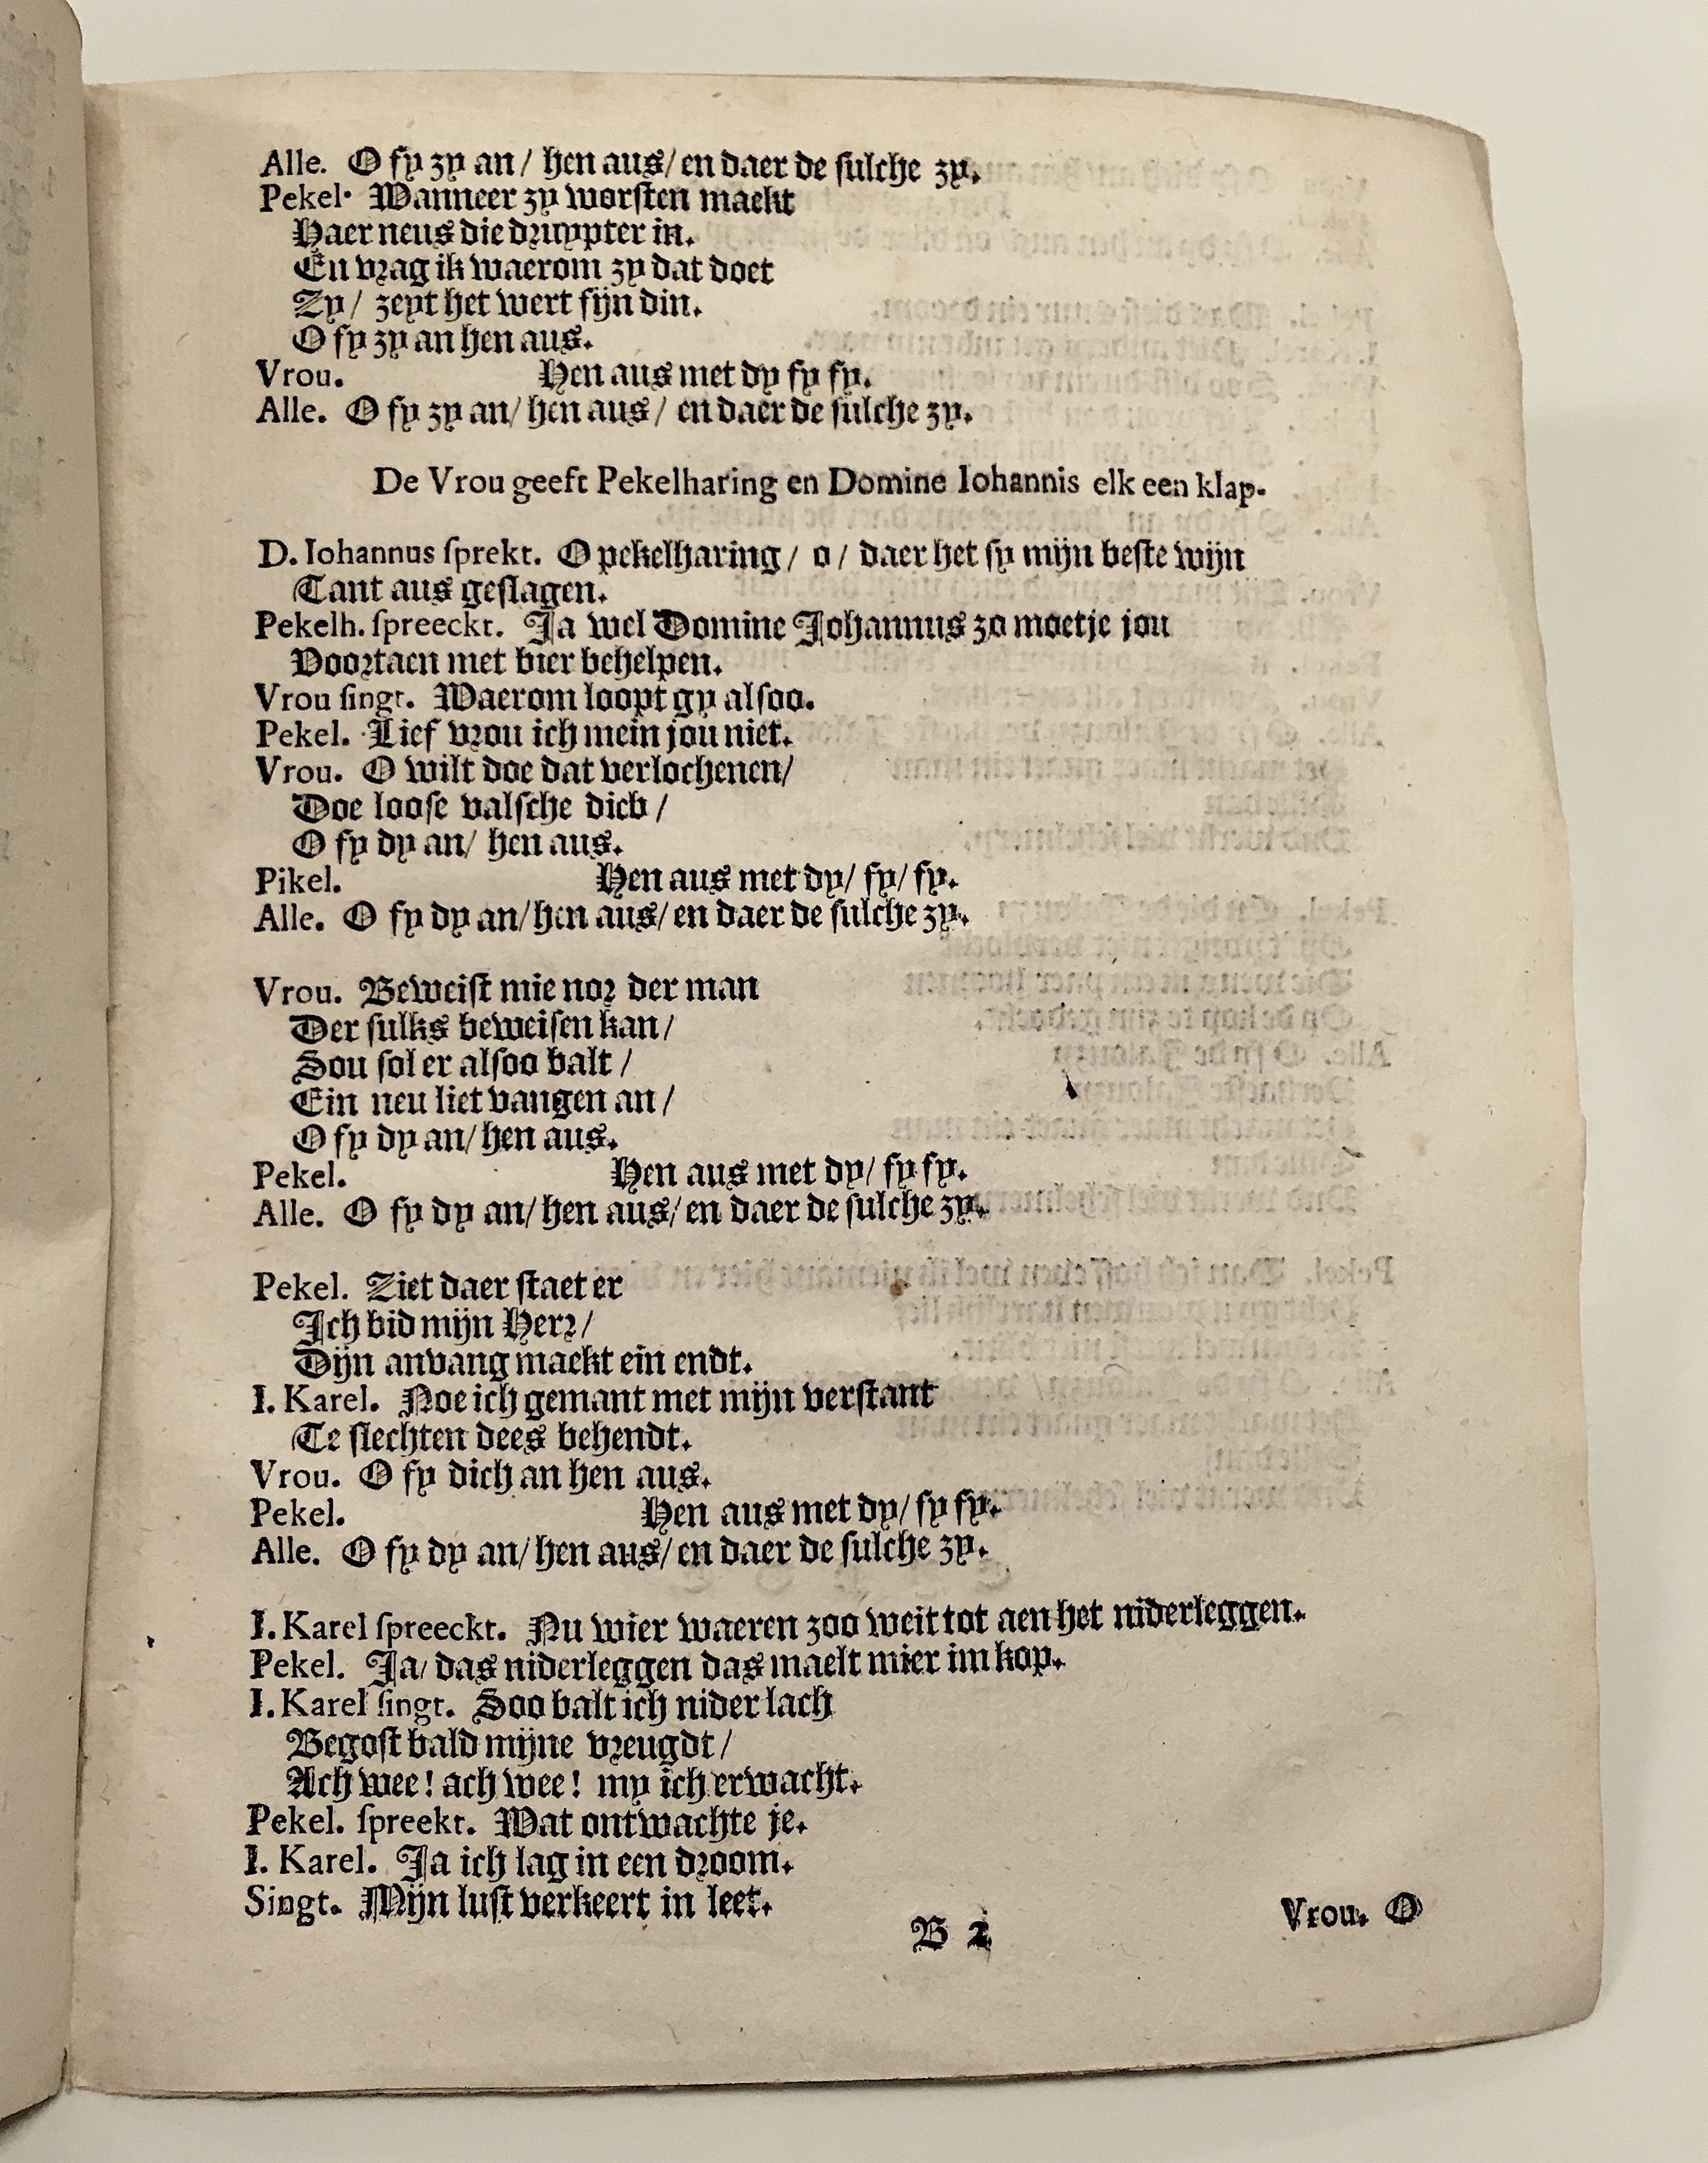 Alle. O fy zy an / hen aus / en daer de sulche zy.
Pekel. Wanneer zy worsten maekt
Haer neus die druypter in.
En vrag ik waerom zy dat doet
Zy / zeyt het wert fijn din.
O fy zy an hen aus.
Vrou. Hen aus met dy fy fy.
Alle. O fy zy an / hen aus / en daer de sulche zy.
De Vrou geeft Pekelharing en Domine Iohannis elk een klap.
D. Iohannus sprekt. O pekelharing / o / daer het sy mijn beste wijn
Tant aus geslagen.
Pekelh. spreeckt. Ja wel Domine Johannus zo moetje jou
Voortaen met bier behelpen.
Vrou singt. Waerom loopt gy alsoo.
Pekel. Lief vrou ich mein jou niet.
Vrou. O wilt doe dat verlochenen /
Doe loose valsche dieb /
O fy dy an / hen aus.
Pikel. Hen aus met dy / fy / fy.
Alle. O fy dy an / hen aus / en daer de sulche zy.
Vrou. Beweist mie nor der man
Der sulks beweisen kan /
Sou sol er alsoo balt /
Ein neu liet vangen an /
O fy dy an / hen aus.
Pekel. Hen aus met dy / fy fy.
Alle. O fy dy an / hen aus / en daer de sulche zy.
Pekel. Ziet daer staet er
Ich bid mijn Herr /
Dijn anvang maekt ein endt.
I. Karel. Noe ich gemant met mijn verstant
Te slechten dees behendt.
Vrou. O fy dich an hen aus.
Pekel. Hen aus met dy / fy fy.
Alle. O fy dy an / hen aus / en daer de sulche zy.
I. Karel spreeckt. Nu wier waeren zoo weit tot aen het niderleggen.
Pekel. Ja / das niderleggen das maelt mier im kop.
I. Karel singt. Soo balt ich nider lach
Begost bald mijne vreugdt /
Ach wee! ach wee! my ich erwacht.
Pekel. spreekt. Wat ontwachte je.
I. Karel. Ja ich lag in een droom.
Singt. Mijn lust verkeert in leet.
B 2
Vrou. O